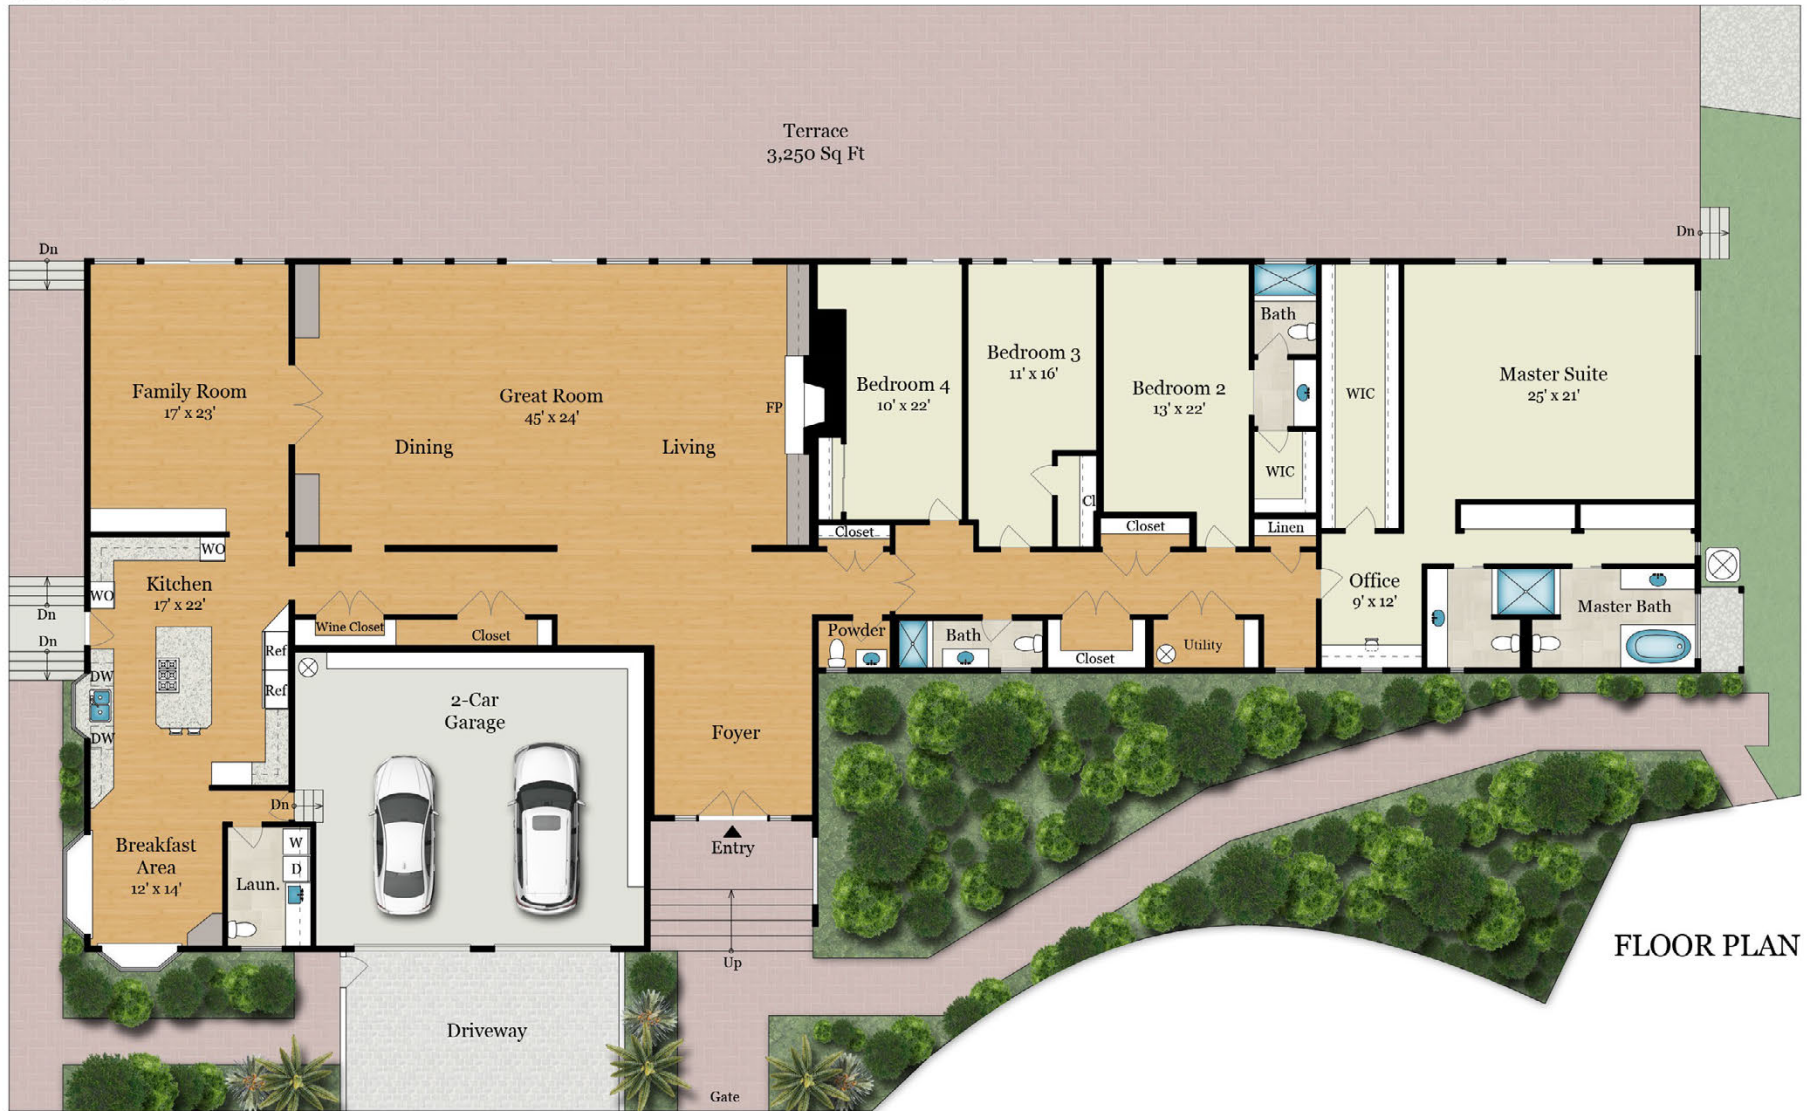 Terrace
3,250 Sq Ft
Dn
Dn
Family Room
17' x 23'
Great Room
45' x 24'
Dining
Living
FP
Bedroom 4
10' x 22'
Bedroom 3
11' x 16'
Bedroom 2
13' x 22'
Bath
WIC
WIC
Master Suite
25' x 21'
Cl
Closet
Closet
Linen
WO
Kitchen
17' x 22'
WO
Dn
Dn
Wine Closet
Closet
Powder
Bath
Closet
Utility
Office
9' x 12'
Master Bath
Ref
Ref
DW
DW
2-Car
Garage
Foyer
Dn
Breakfast
Area
12' x 14'
W
D
Laun.
Entry
Up
Driveway
Gate
FLOOR PLAN